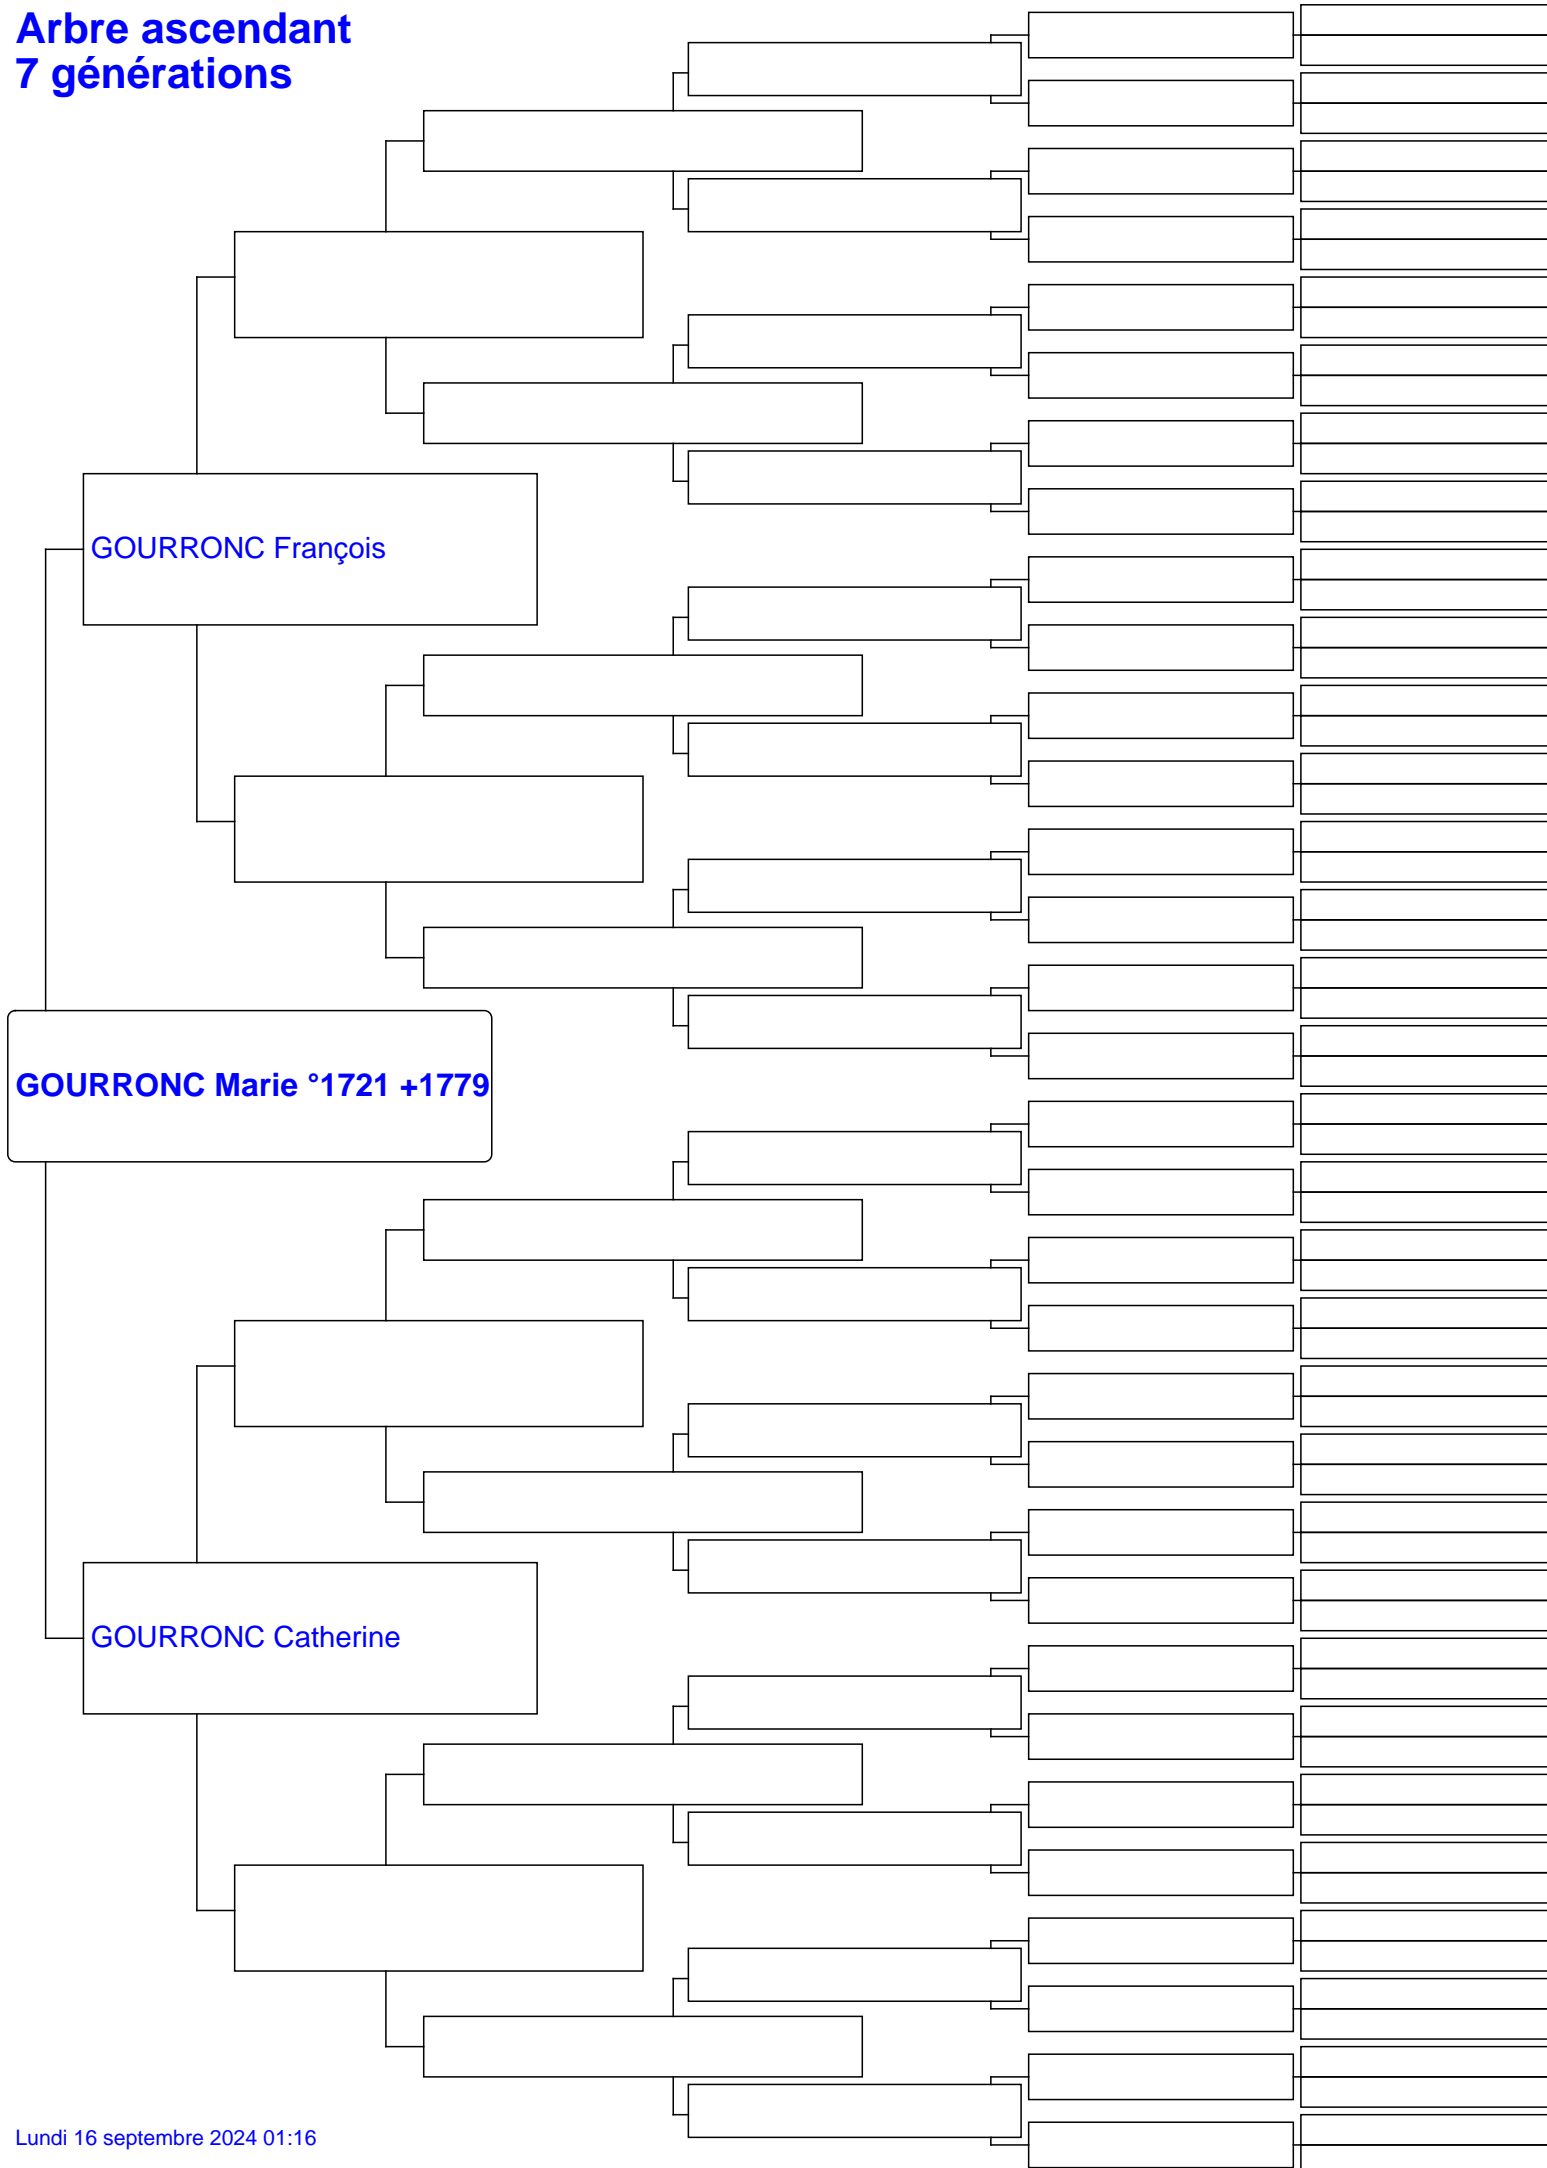 Arbre ascendant
7 générations
GOURRONC François
GOURRONC Marie °1721 +1779
GOURRONC Catherine
Lundi 16 septembre 2024 01:16